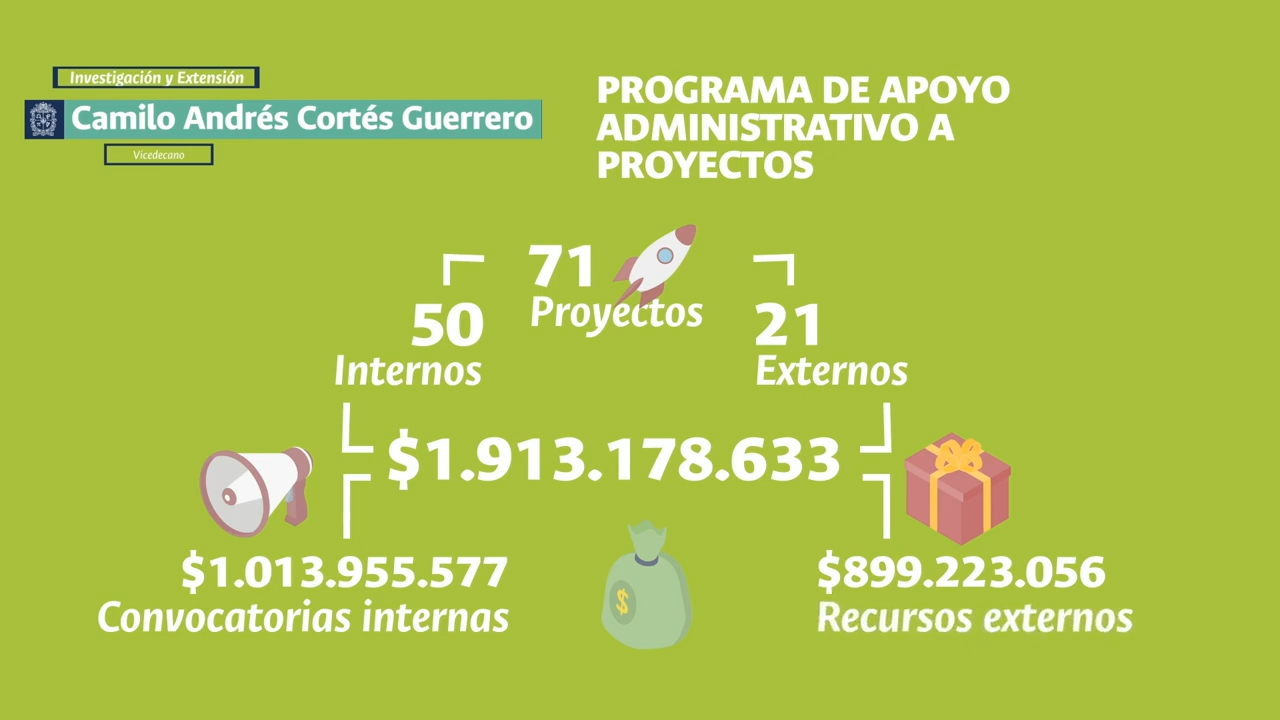 Investigación y Extensión
Camilo Andrés Cortés Guerrero
Vicedecano
PROGRAMA DE APOYO
ADMINISTRATIVO A
PROYECTOS
71
Proyectos
50
Internos
21
Externos
$1.913.178.633
$1.013.955.577
Convocatorias internas
$
$899.223.056
Recursos externos